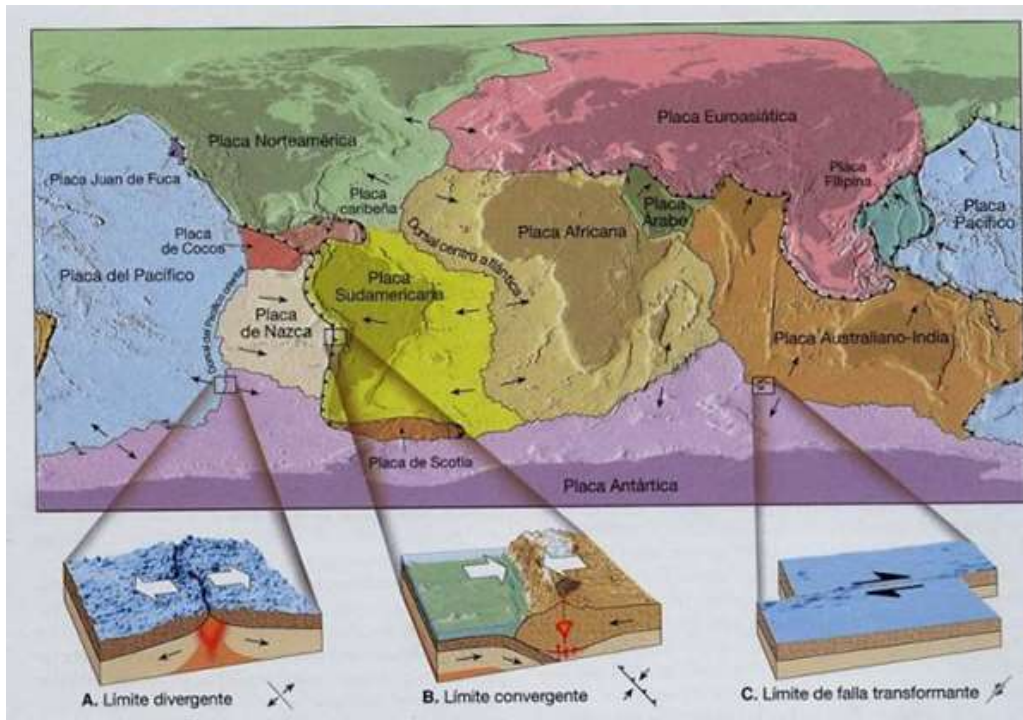 Placa Norteamérica
Placa Euroasiática
Placa Juan de Fuca
Placa
caribeña
Placa
Filipina
Placa
Arabe
Placa
Pacífico
Placa
de Cocos
Placa Africana
Dorsal centro atlántica
Placa del Pacífico
Placa
Sudamericana
Placa
de Nazca
Dorsal del Pacífico oriental
Placa Australiano-India
Placa de Scotia
Placa Antártica
A. Límite divergente
B. Límite convergente
C. Límite de falla transformante